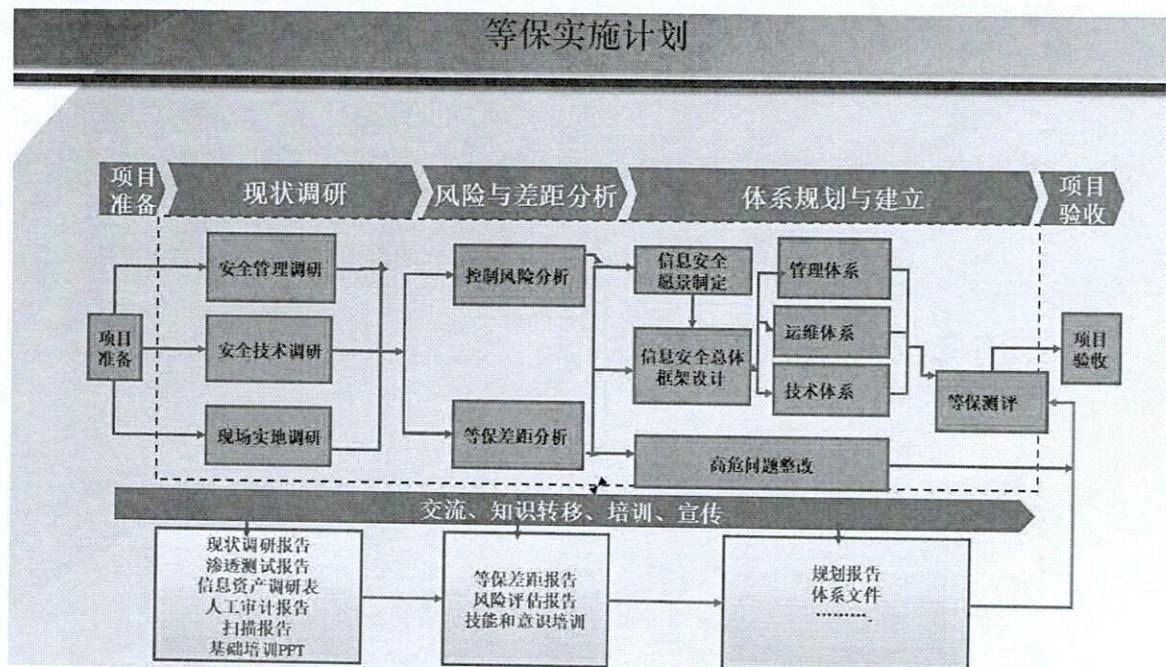 等保实施计划
项目
准备
现状调研
风险与差距分析
体系规划与建立
项目
验收
安全管理调研
控制风险分析
信息安全
愿景制定
管理体系
项目
准备
安全技术调研
信息安全总体
框架设计
运维体系
项目
验收
技术体系
等保测评
现场实地调研
等保差距分析
高危问题整改
交流、知识转移、培训、宣传
现状调研报告
渗透测试报告
信息资产调研表
人工审计报告
扫描报告
基础培训PPT
等保差距报告
风险评估报告
技能和意识培训
规划报告
体系文件
..........